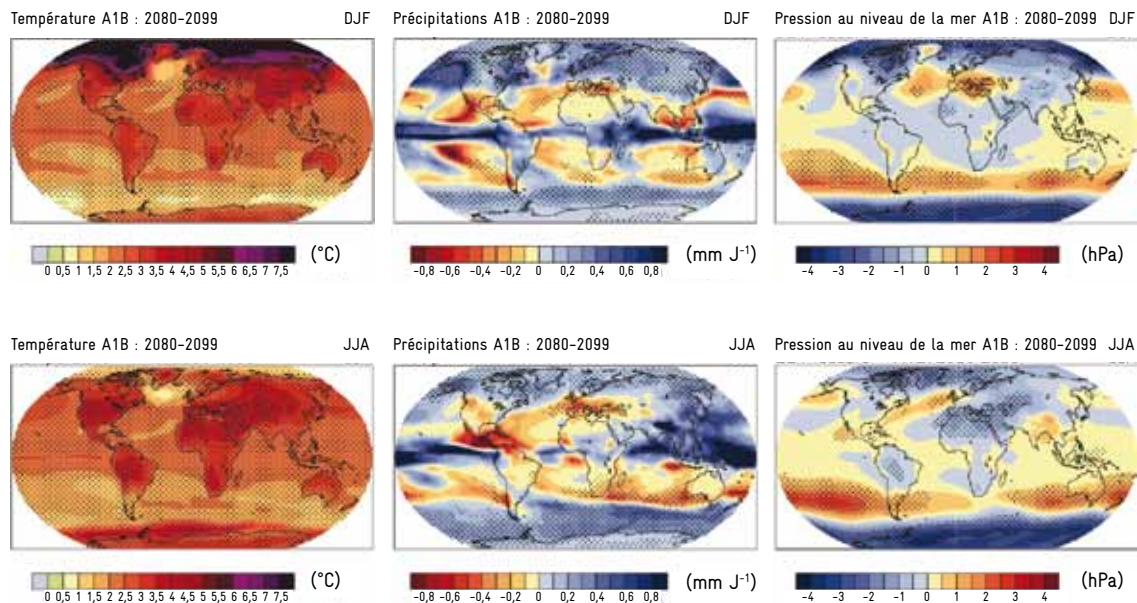 Température A1B : 2080-2099 DJF
Précipitations A1B : 2080-2099 DJF
Pression au niveau de la mer A1B : 2080-2099 DJF
0 0,5 1 1,5 2 2,5 3 3,5 4 4,5 5 5,5 6 6,5 7 7,5 (°C)
-0,8 -0,6 -0,4 -0,2 0 0,2 0,4 0,6 0,8 (mm J⁻¹)
-4 -3 -2 -1 0 1 2 3 4 (hPa)
Température A1B : 2080-2099 JJA
Précipitations A1B : 2080-2099 JJA
Pression au niveau de la mer A1B : 2080-2099 JJA
0 0,5 1 1,5 2 2,5 3 3,5 4 4,5 5 5,5 6 6,5 7 7,5 (°C)
-0,8 -0,6 -0,4 -0,2 0 0,2 0,4 0,6 0,8 (mm J⁻¹)
-4 -3 -2 -1 0 1 2 3 4 (hPa)